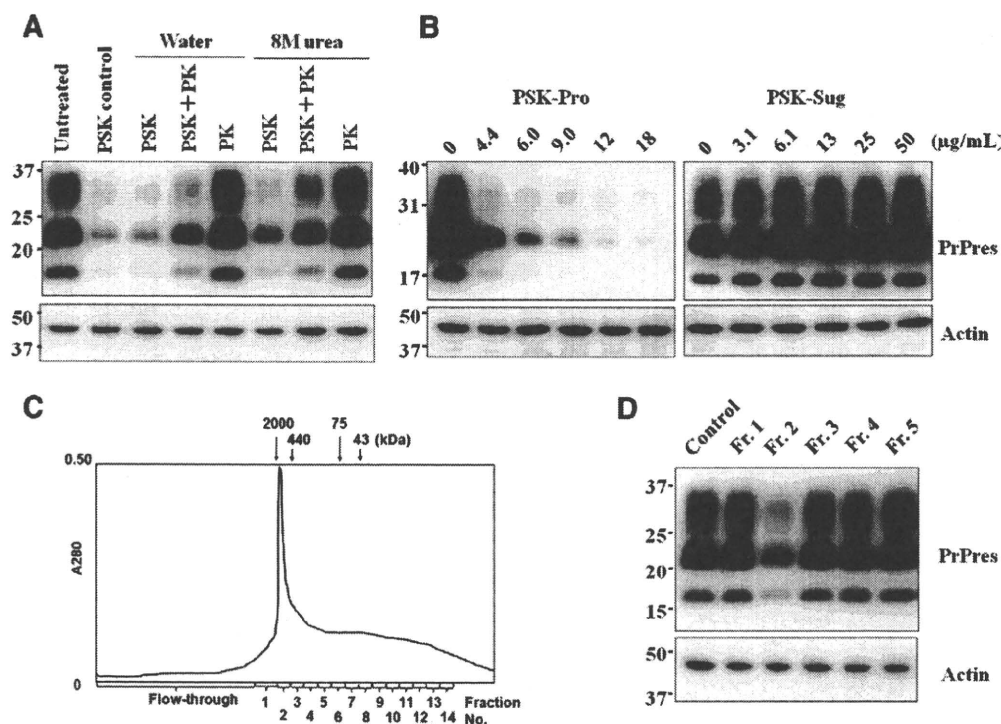 A
Water
8M urea
Untreated
PSK control
PSK
PSK+PK
PK
PSK
PSK+PK
PK
37
25
20
50
37
B
PSK-Pro
PSK-Sug
0 4.4 6.0 9.0 12 18
0 3.1 6.1 13 25 50 (μg/mL)
40
31
17
PrPres
50
37
Actin
C
2000
440
75
43 (kDa)
0.50
A280
0
Flow-through
1 3 5 7 9 11 13
2 4 6 8 10 12 14
Fraction
No.
D
Control
Fr. 1
Fr. 2
Fr. 3
Fr. 4
Fr. 5
37
25
20
15
PrPres
50
37
Actin